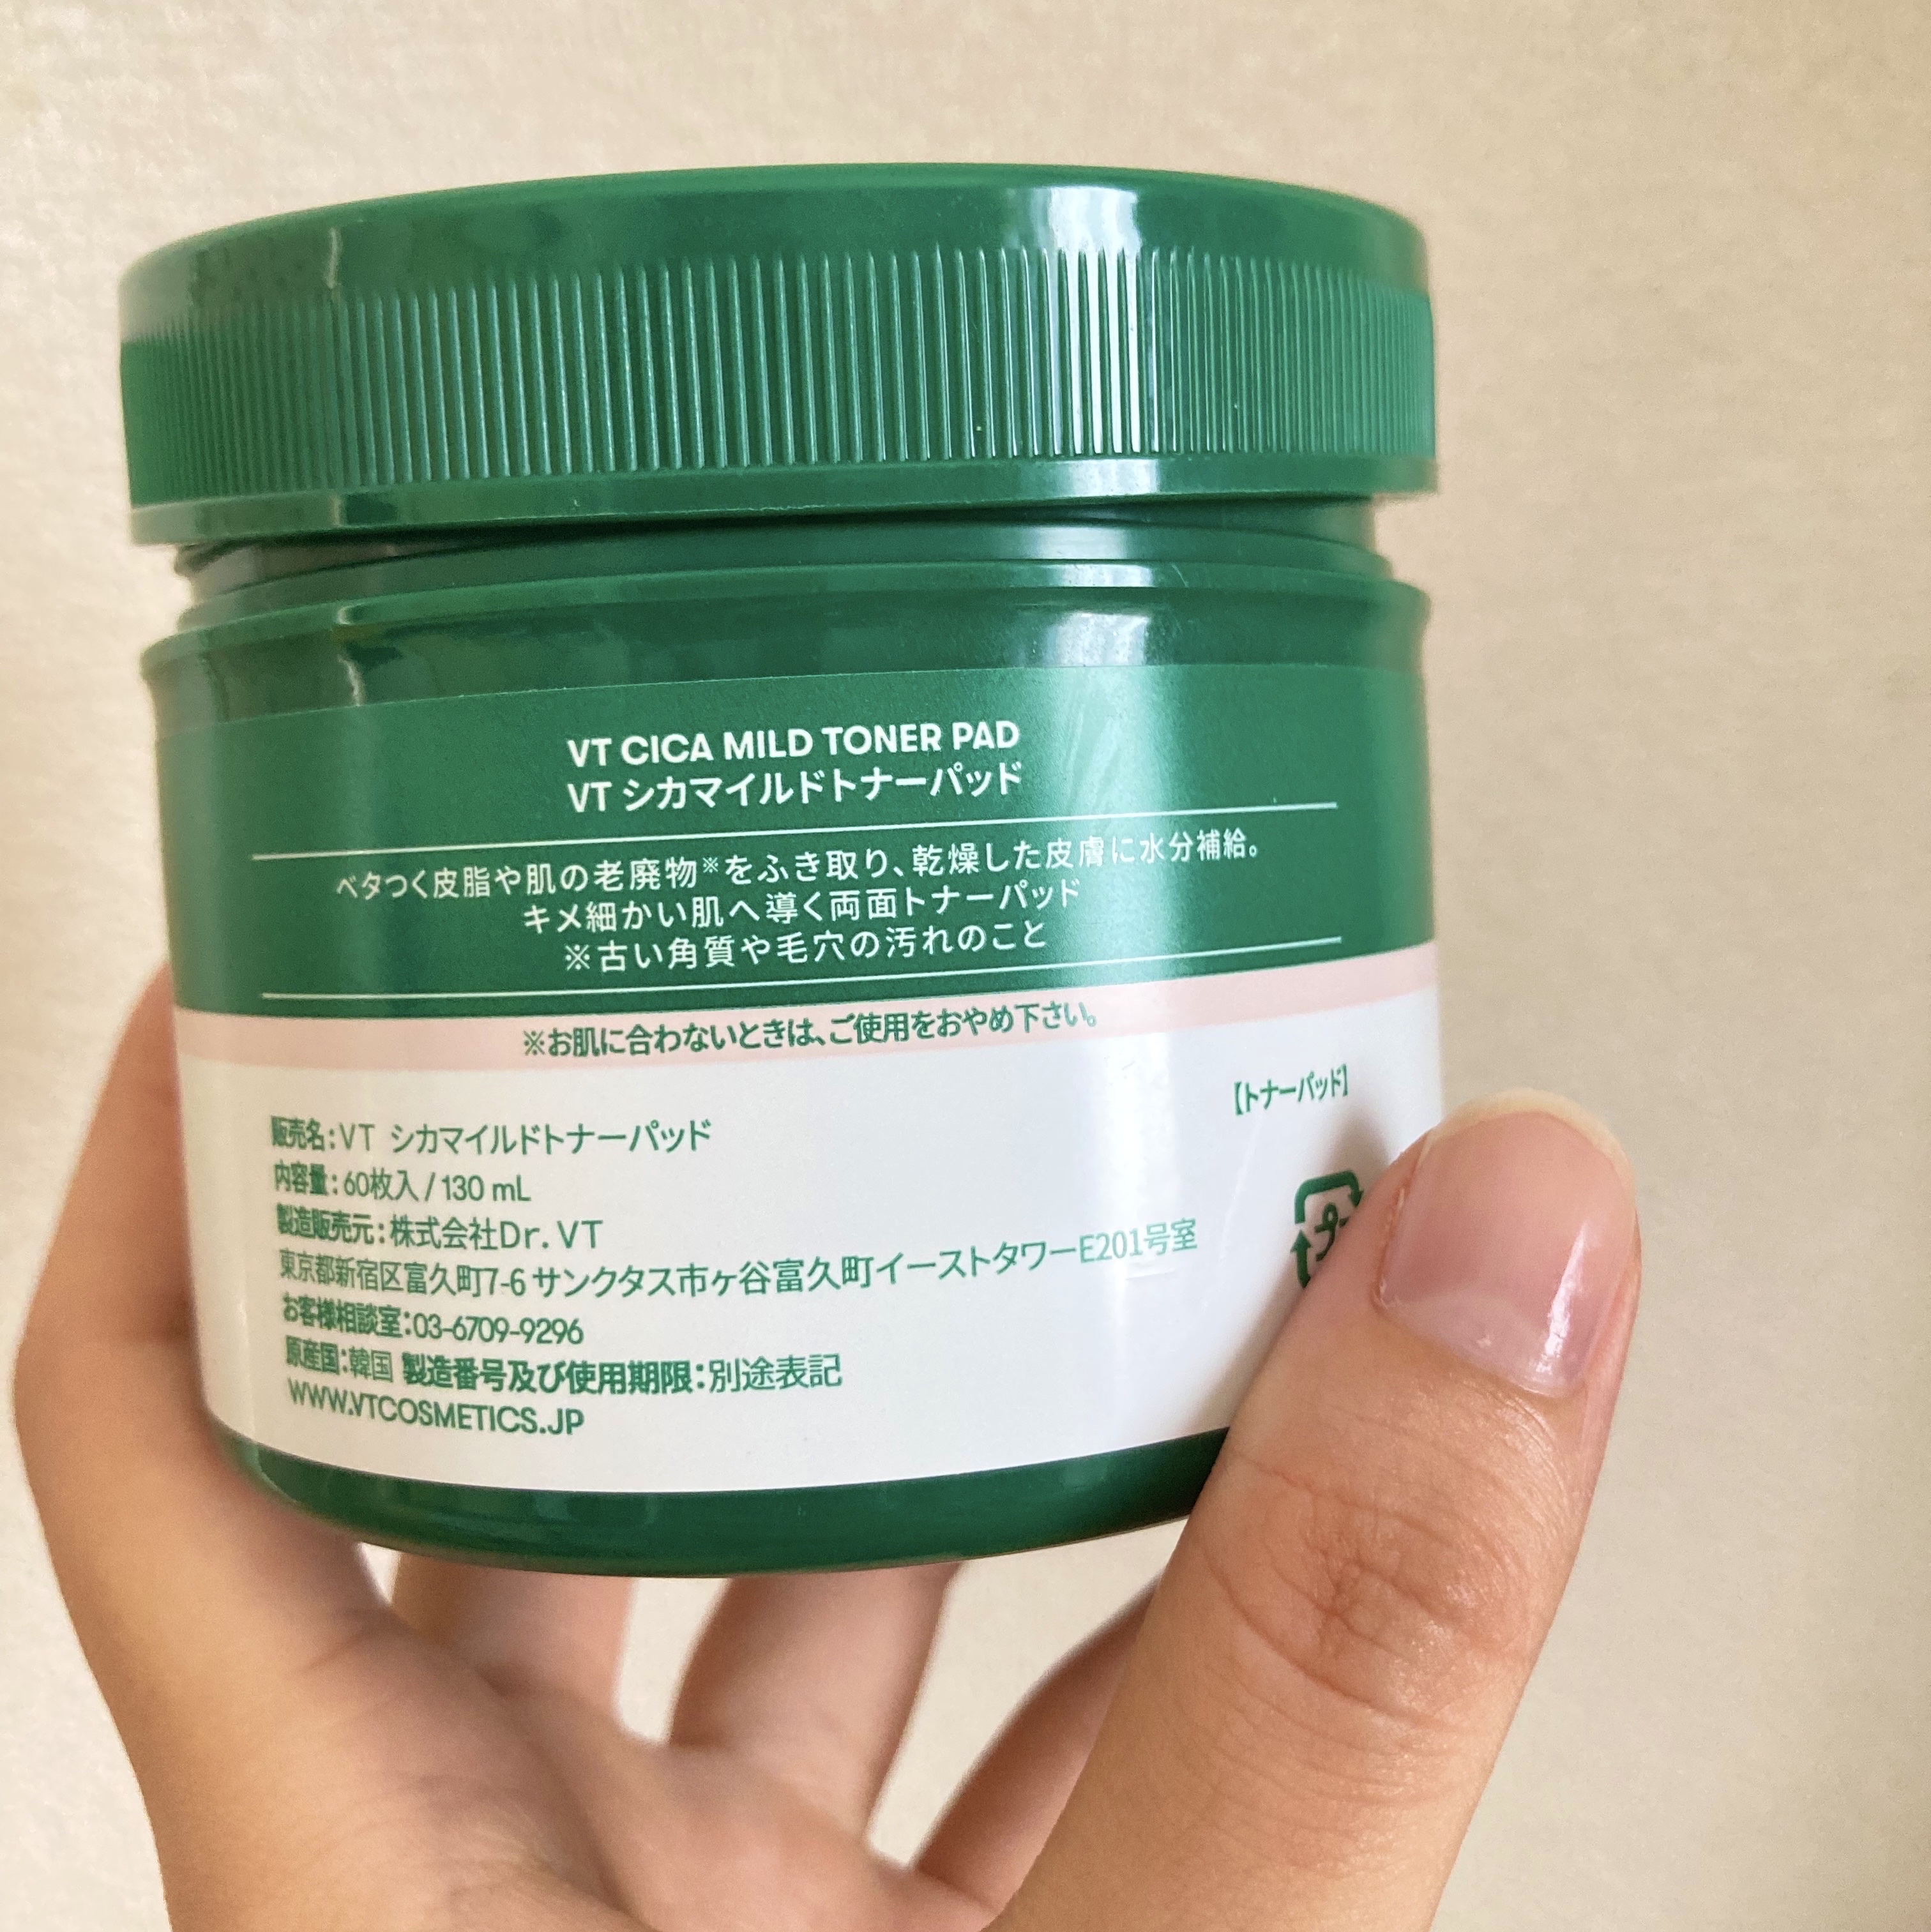 VT CICA MILD TONER PAD
VT シカマイルドトナーパッド
ベタつく皮脂や肌の老廃物※をふき取り、乾燥した皮膚に水分補給。
キメ細かい肌へ導く両面トナーパッド
※古い角質や毛穴の汚れのこと
※お肌に合わないときは、ご使用をおやめ下さい。
【トナーパッド】
販売名：VT シカマイルドトナーパッド
内容量：60枚入 / 130 mL
製造販売元：株式会社Dr.VT
東京都新宿区富久町7-6 サンクタス市ヶ谷富久町イーストタワーE201号室
お客様相談室：03-6709-9296
原産国：韓国 製造番号及び使用期限：別途表記
WWW.VTCOSMETICS.JP